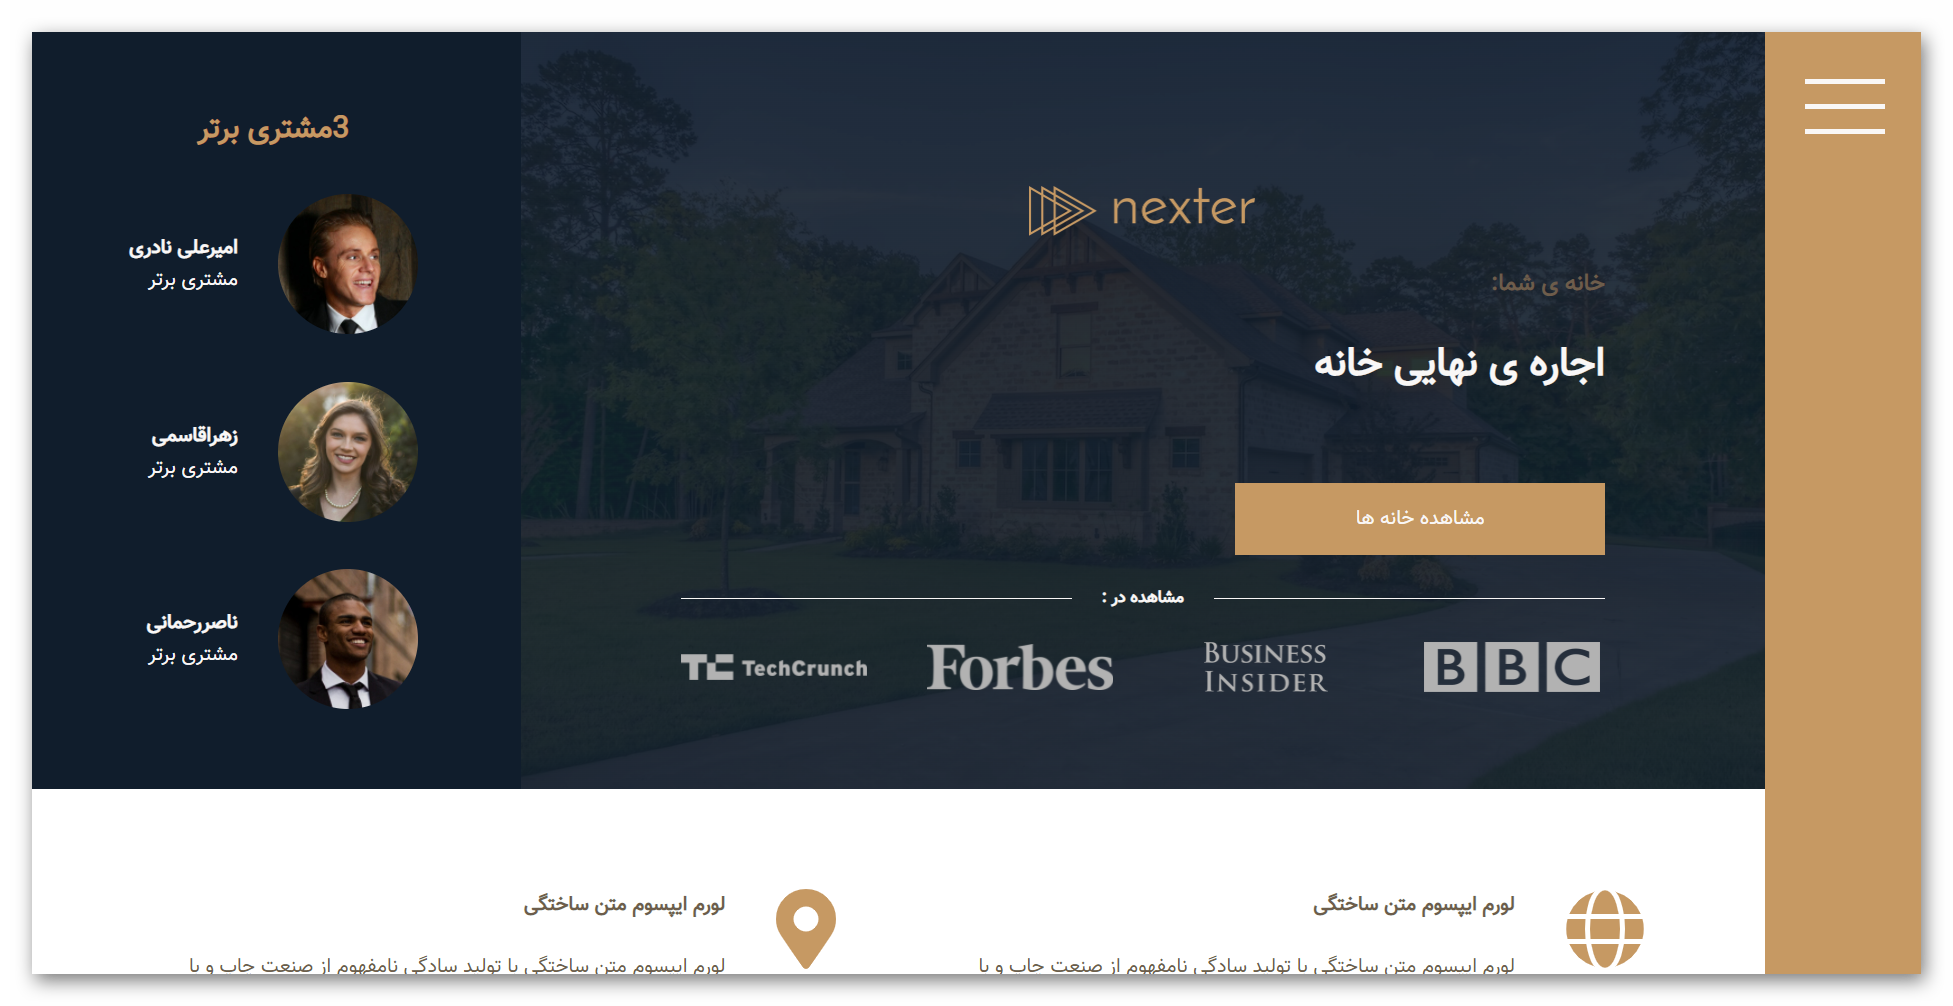 nexter
خانه ی شما:
اجاره ی نهایی خانه
مشاهده خانه ها
مشاهده در :
BBC
BUSINESS
INSIDER
Forbes
TechCrunch
3مشتری برتر
امیرعلی نادری
مشتری برتر
زهراقاسمی
مشتری برتر
ناصررحمانی
مشتری برتر
لورم ایپسوم متن ساختگی
لورم ایپسوم متن ساختگی با تولید سادگی نامفهوم از صنعت چاپ و با
لورم ایپسوم متن ساختگی
لورم ایپسوم متن ساختگی با تولید سادگی نامفهوم از صنعت چاپ و با